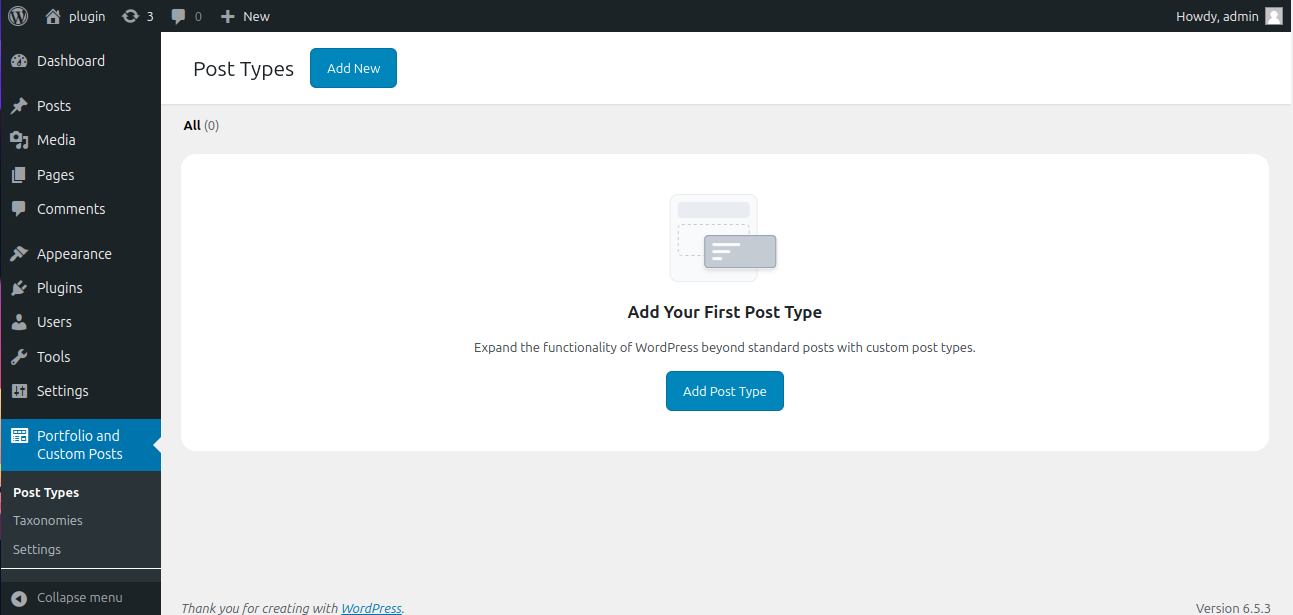 plugin 3 0 New Howdy, admin
Dashboard
Posts
Media
Pages
Comments
Appearance
Plugins
Users
Tools
Settings
Portfolio and
Custom Posts
Post Types
Taxonomies
Settings
Collapse menu
Post Types Add New
All (0)
Add Your First Post Type
Expand the functionality of WordPress beyond standard posts with custom post types.
Add Post Type
Thank you for creating with WordPress. Version 6.5.3